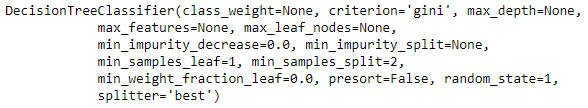 DecisionTreeClassifier(class_weight=None, criterion='gini', max_depth=None,
max_features=None, max_leaf_nodes=None,
min_impurity_decrease=0.0, min_impurity_split=None,
min_samples_leaf=1, min_samples_split=2,
min_weight_fraction_leaf=0.0, presort=False, random_state=1,
splitter='best')